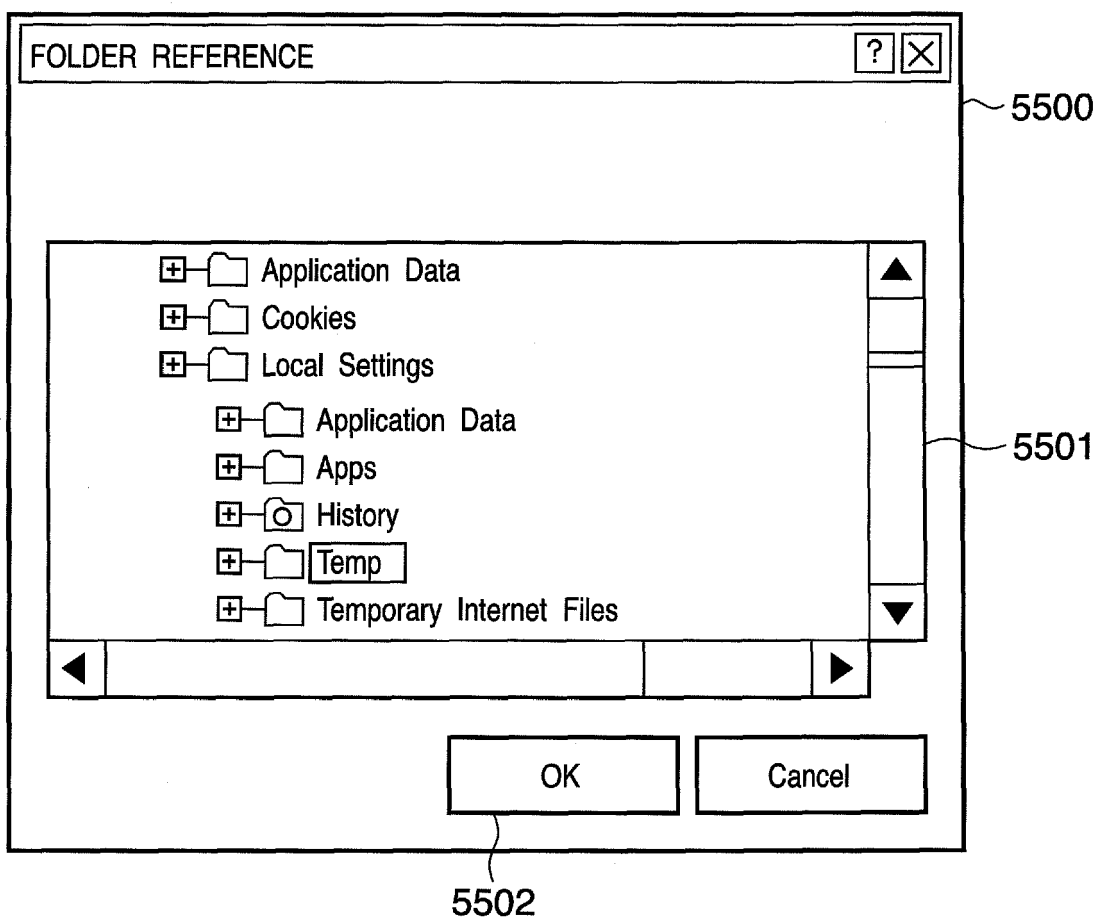 FOLDER REFERENCE ?
5500
Application Data
Cookies
Local Settings
Application Data
5501
Apps
History
Temp
Temporary Internet Files
OK Cancel
5502